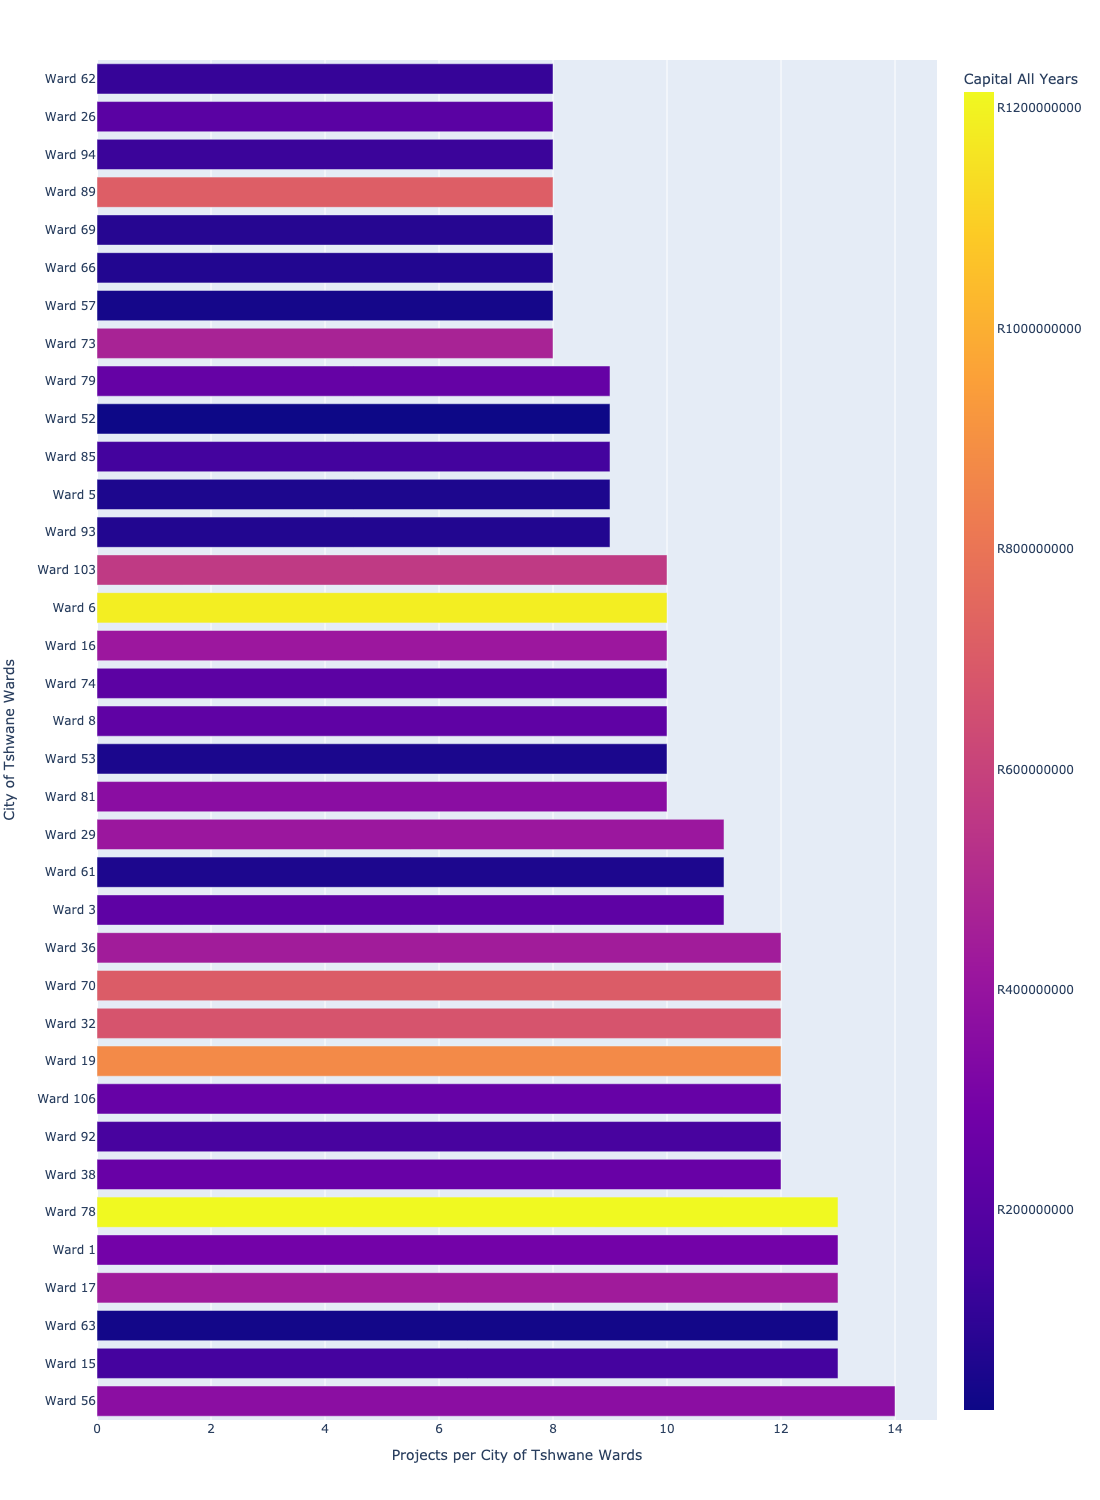 Capital All Years
Ward 62
Ward 26
Ward 94
Ward 89
Ward 69
Ward 66
Ward 57
Ward 73
Ward 79
Ward 52
Ward 85
Ward 5
Ward 93
Ward 103
Ward 6
Ward 16
Ward 74
Ward 8
Ward 53
Ward 81
Ward 29
Ward 61
Ward 3
Ward 36
Ward 70
Ward 32
Ward 19
Ward 106
Ward 92
Ward 38
Ward 78
Ward 1
Ward 17
Ward 63
Ward 15
Ward 56
City of Tshwane Wards
0 2 4 6 8 10 12 14
Projects per City of Tshwane Wards
R1200000000
R1000000000
R800000000
R600000000
R400000000
R200000000